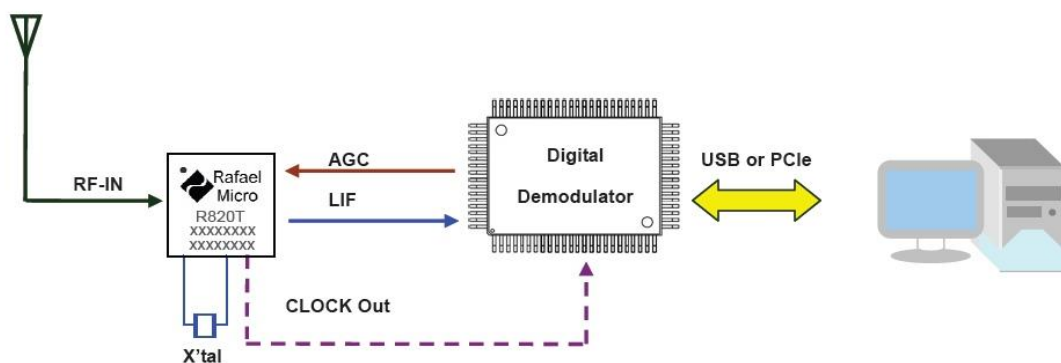 RF-IN
Rafael
Micro
R820T
XXXXXXXX
XXXXXXXX
X'tal
AGC
LIF
CLOCK Out
Digital
Demodulator
USB or PCIe